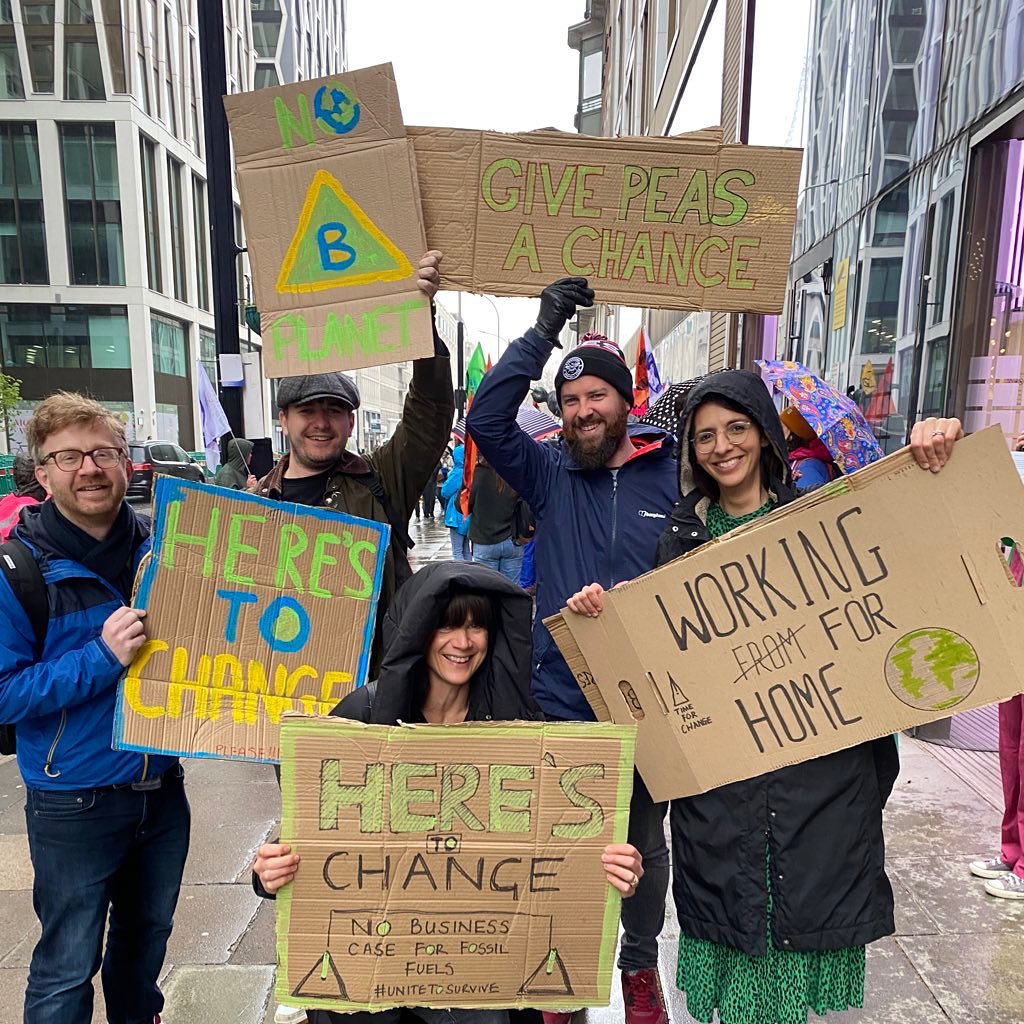 NO
B
PLANET
GIVE PEAS
A CHANCE
HERE'S
TO
CHANGE
PLEASE!!!
WORKING
FROM FOR
HOME
TIME
FOR
CHANGE
HERE'S
TO
CHANGE
NO BUSINESS
CASE FOR FOSSIL
FUELS
#UNITETOSURVIVE
berghaus